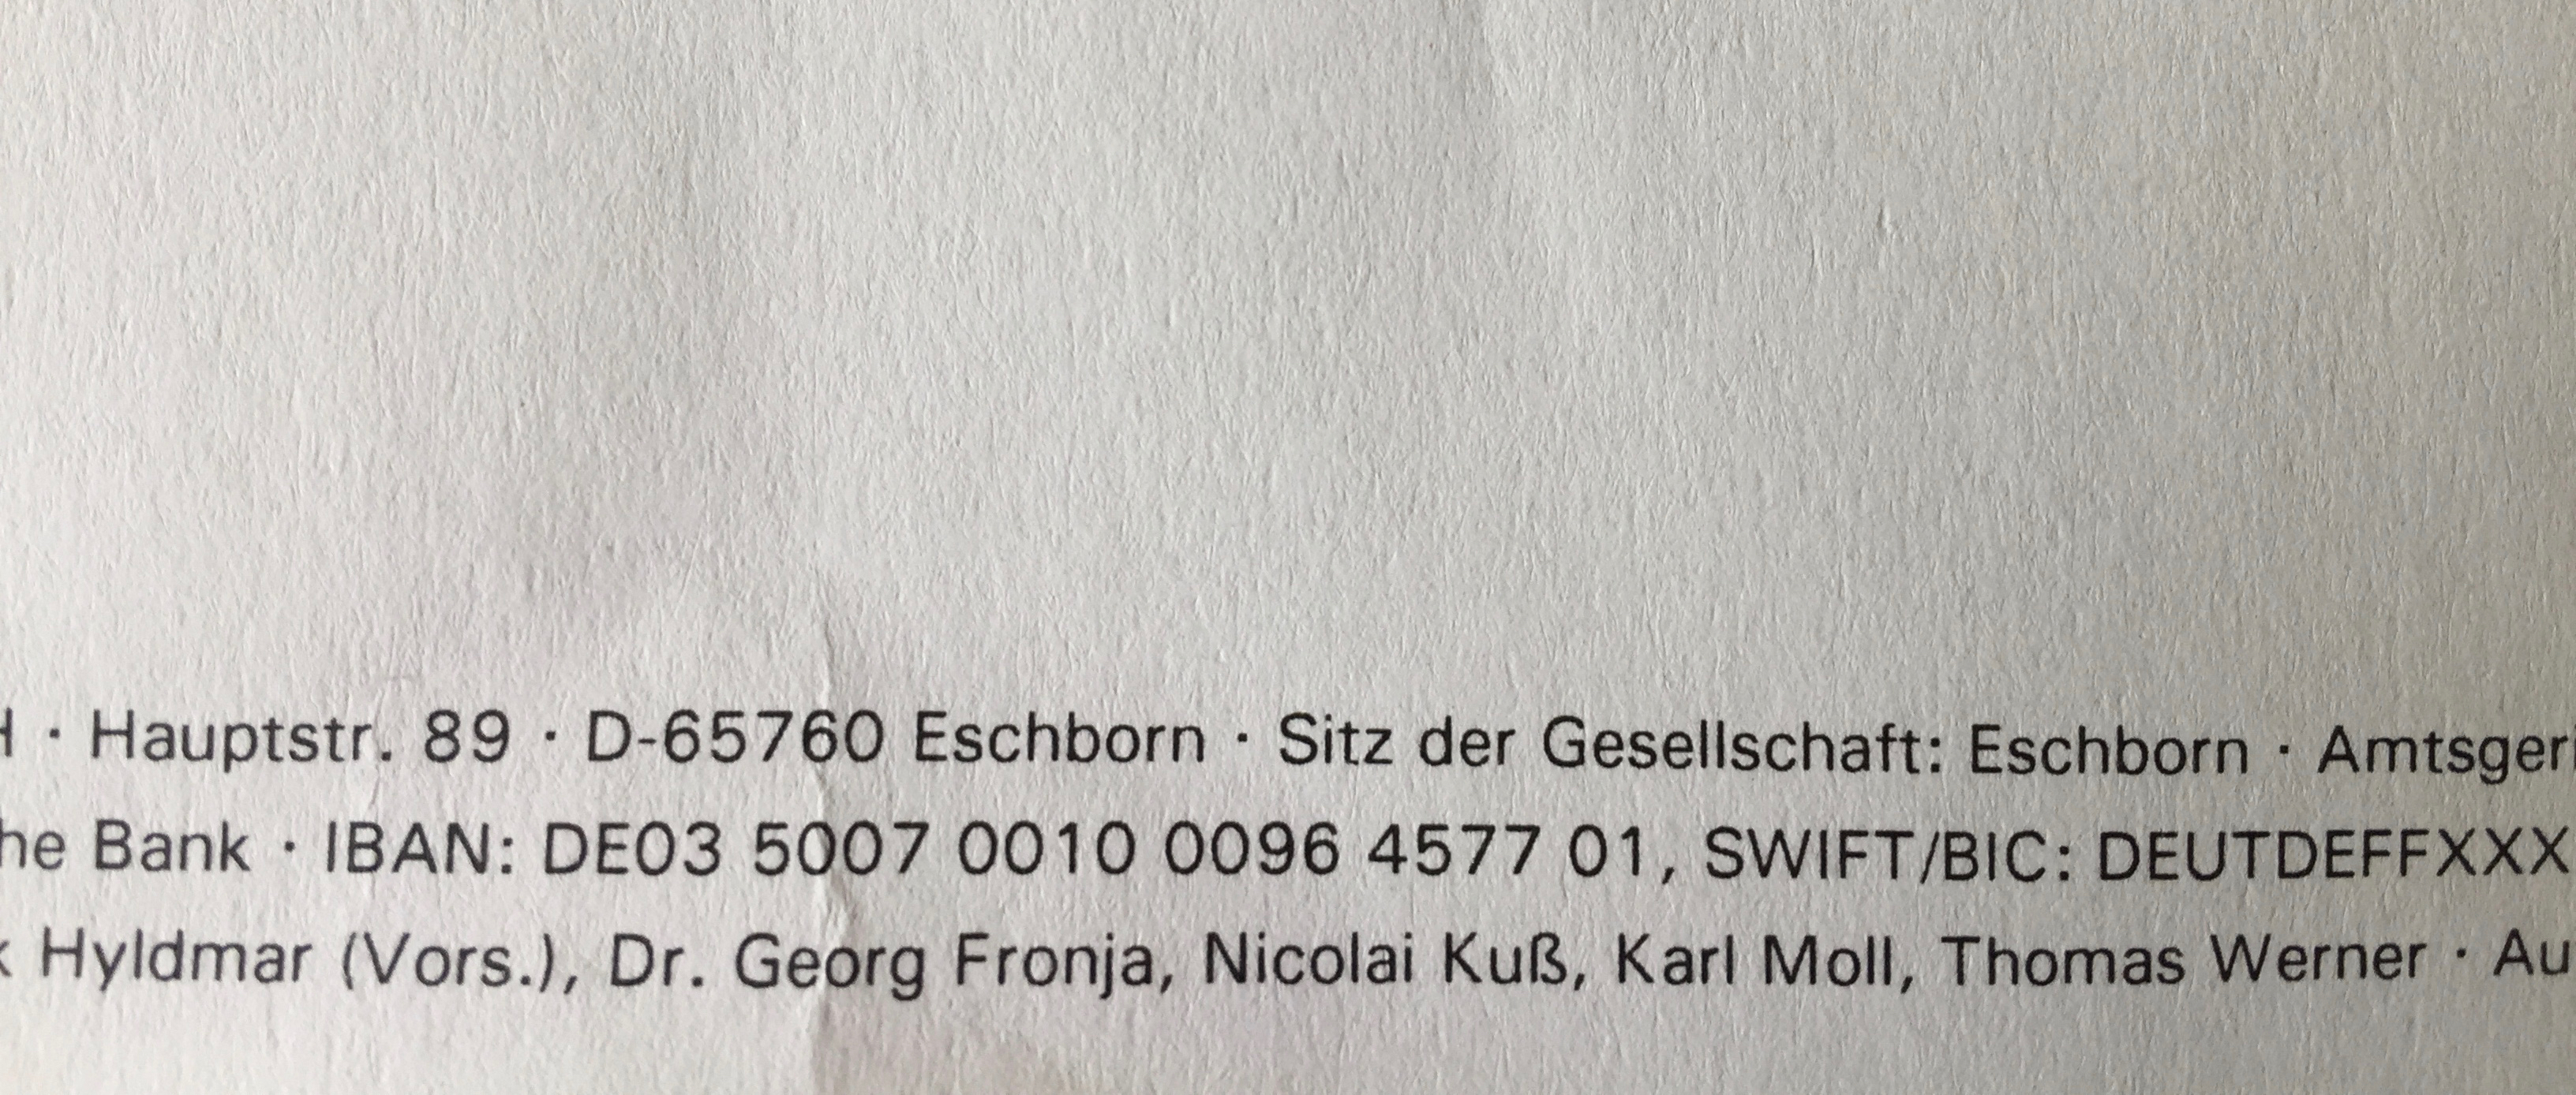 · Hauptstr. 89 · D-65760 Eschborn · Sitz der Gesellschaft: Eschborn · Amtsgeri
he Bank · IBAN: DE03 5007 0010 0096 4577 01, SWIFT/BIC: DEUTDEFFXXX
k Hyldmar (Vors.), Dr. Georg Fronja, Nicolai Kuß, Karl Moll, Thomas Werner · Au